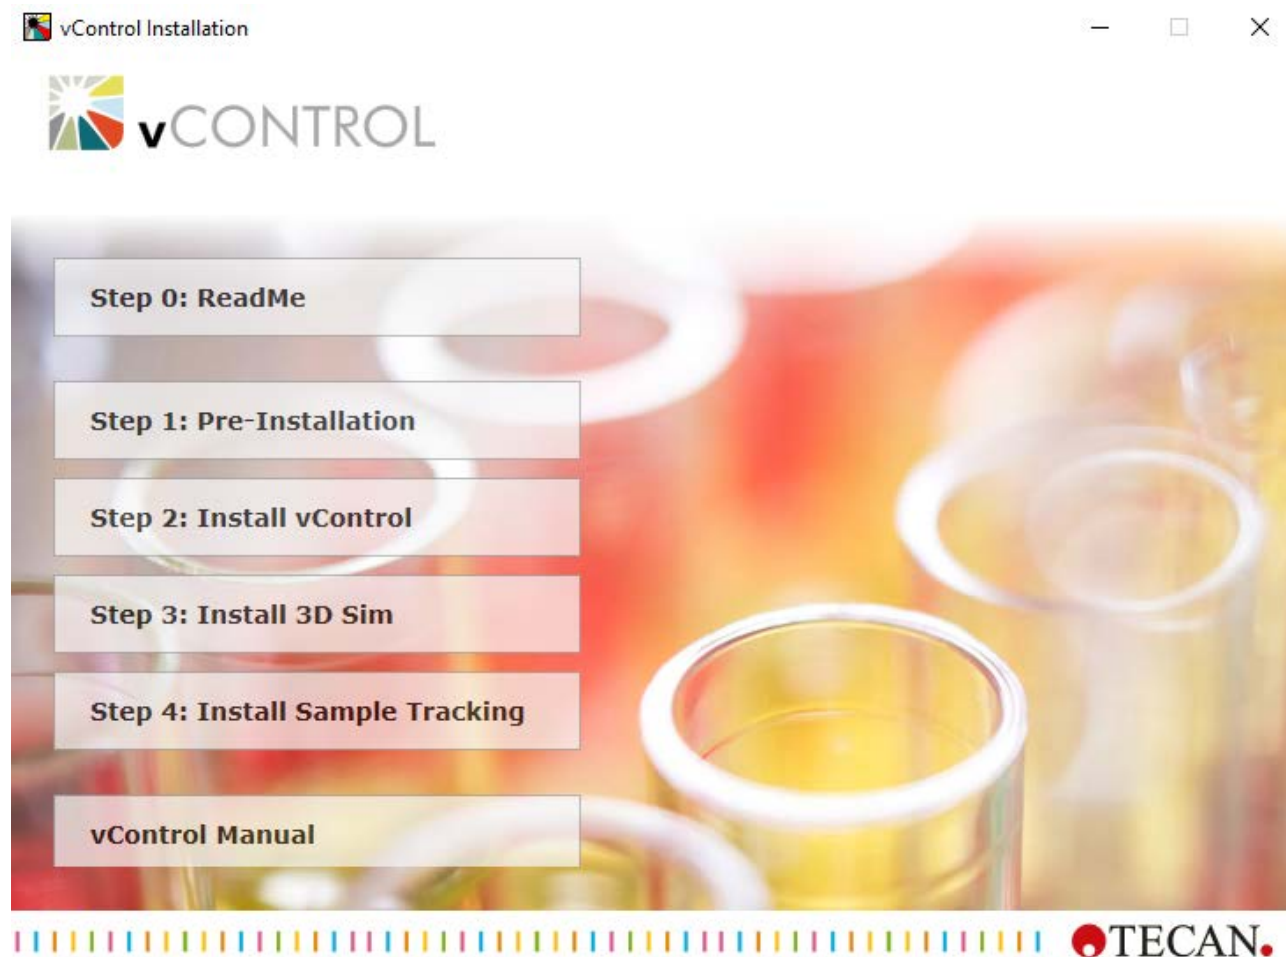 vControl Installation
vCONTROL
Step 0: ReadMe
Step 1: Pre-Installation
Step 2: Install vControl
Step 3: Install 3D Sim
Step 4: Install Sample Tracking
vControl Manual
TECAN.